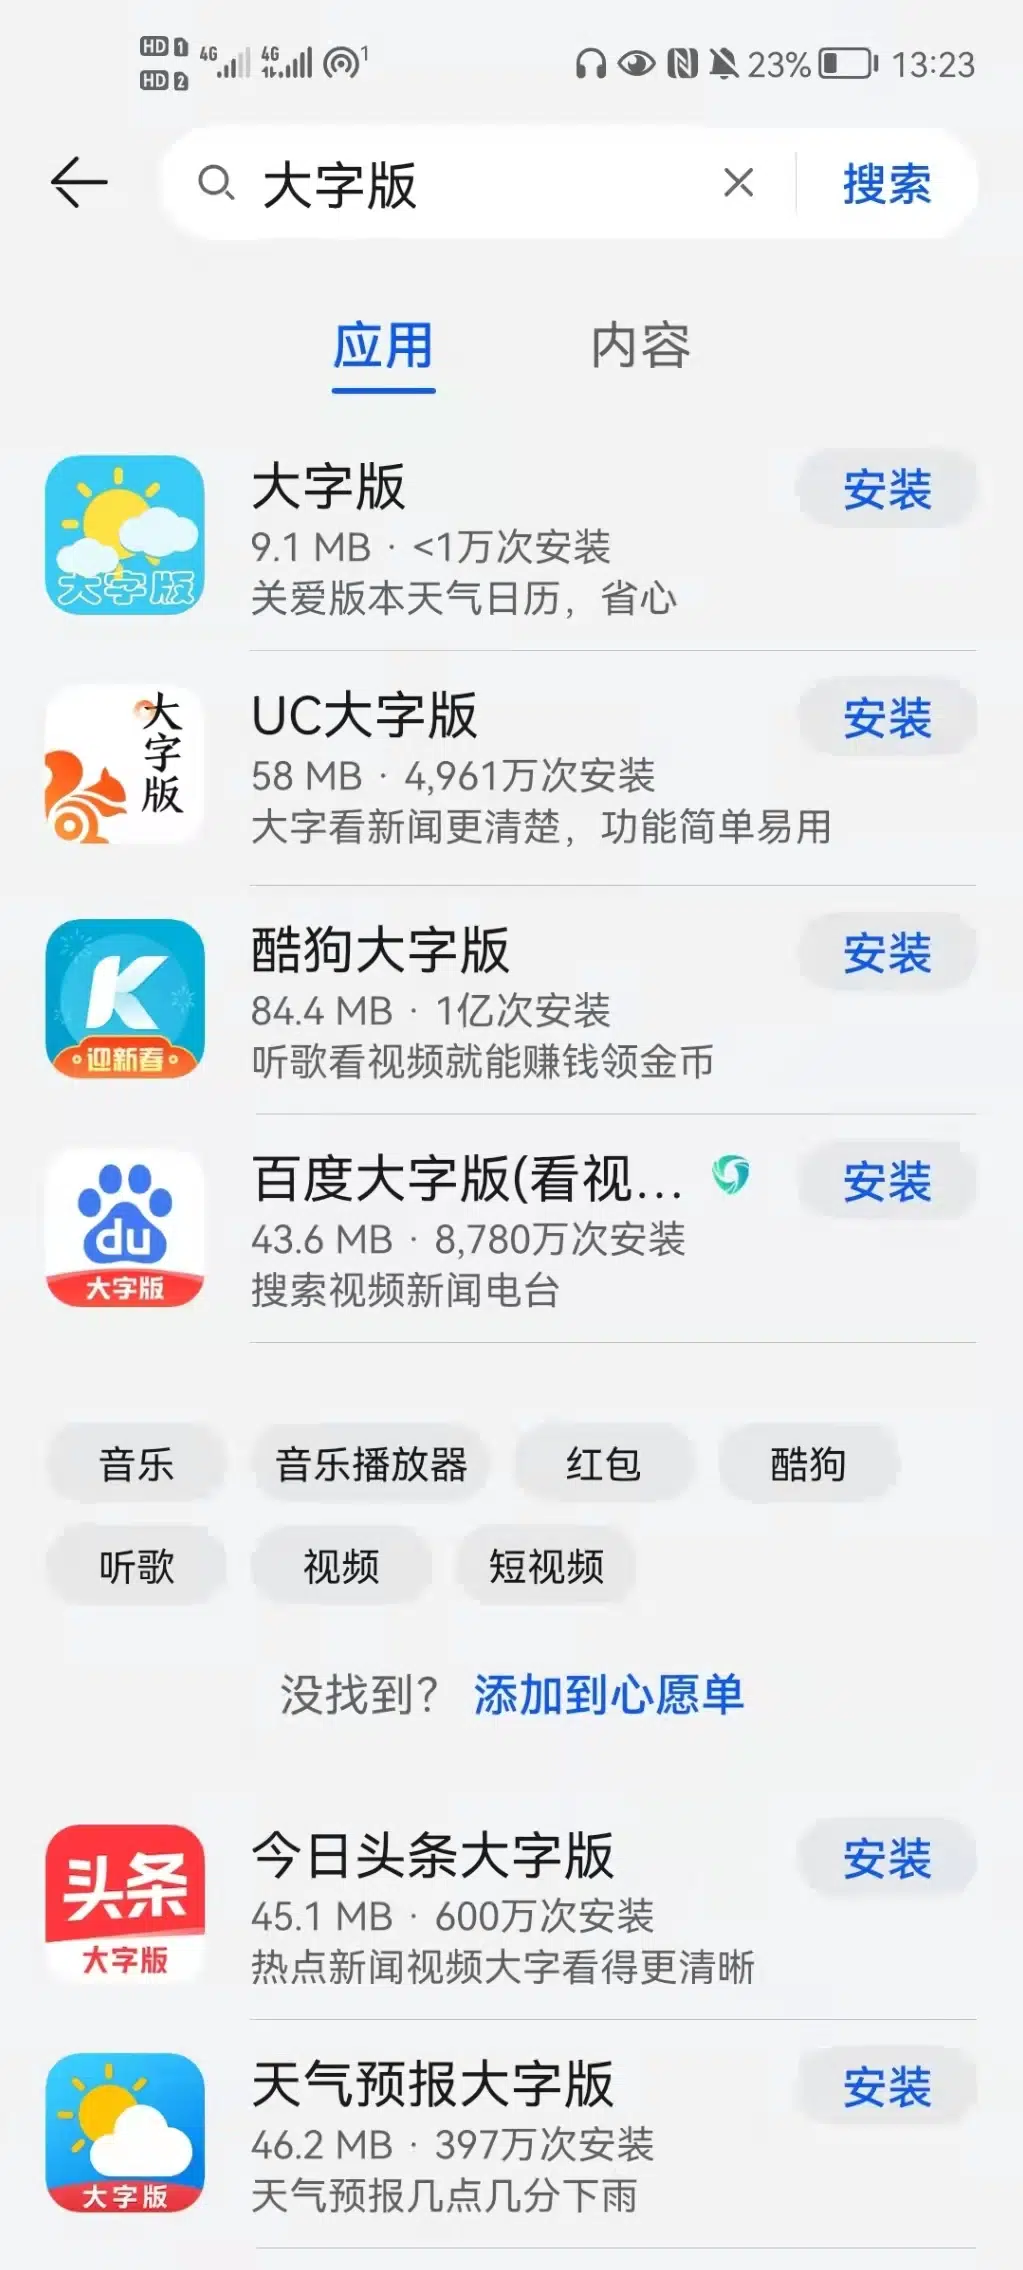 HD 1 4G 4G 1 23% 13:23
HD 2
大字版 搜索
应用 内容
大字版 安装
9.1 MB · <1万次安装
关爱版本天气日历，省心
大字版
UC大字版 安装
58 MB · 4,961万次安装
大字看新闻更清楚，功能简单易用
大字版
酷狗大字版 安装
84.4 MB · 1亿次安装
听歌看视频就能赚钱领金币
K
迎新春
百度大字版(看视... 安装
43.6 MB · 8,780万次安装
搜索视频新闻电台
du
大字版
音乐 音乐播放器 红包 酷狗
听歌 视频 短视频
没找到？ 添加到心愿单
今日头条大字版 安装
45.1 MB · 600万次安装
热点新闻视频大字看得更清晰
头条
大字版
天气预报大字版 安装
46.2 MB · 397万次安装
天气预报几点几分下雨
大字版